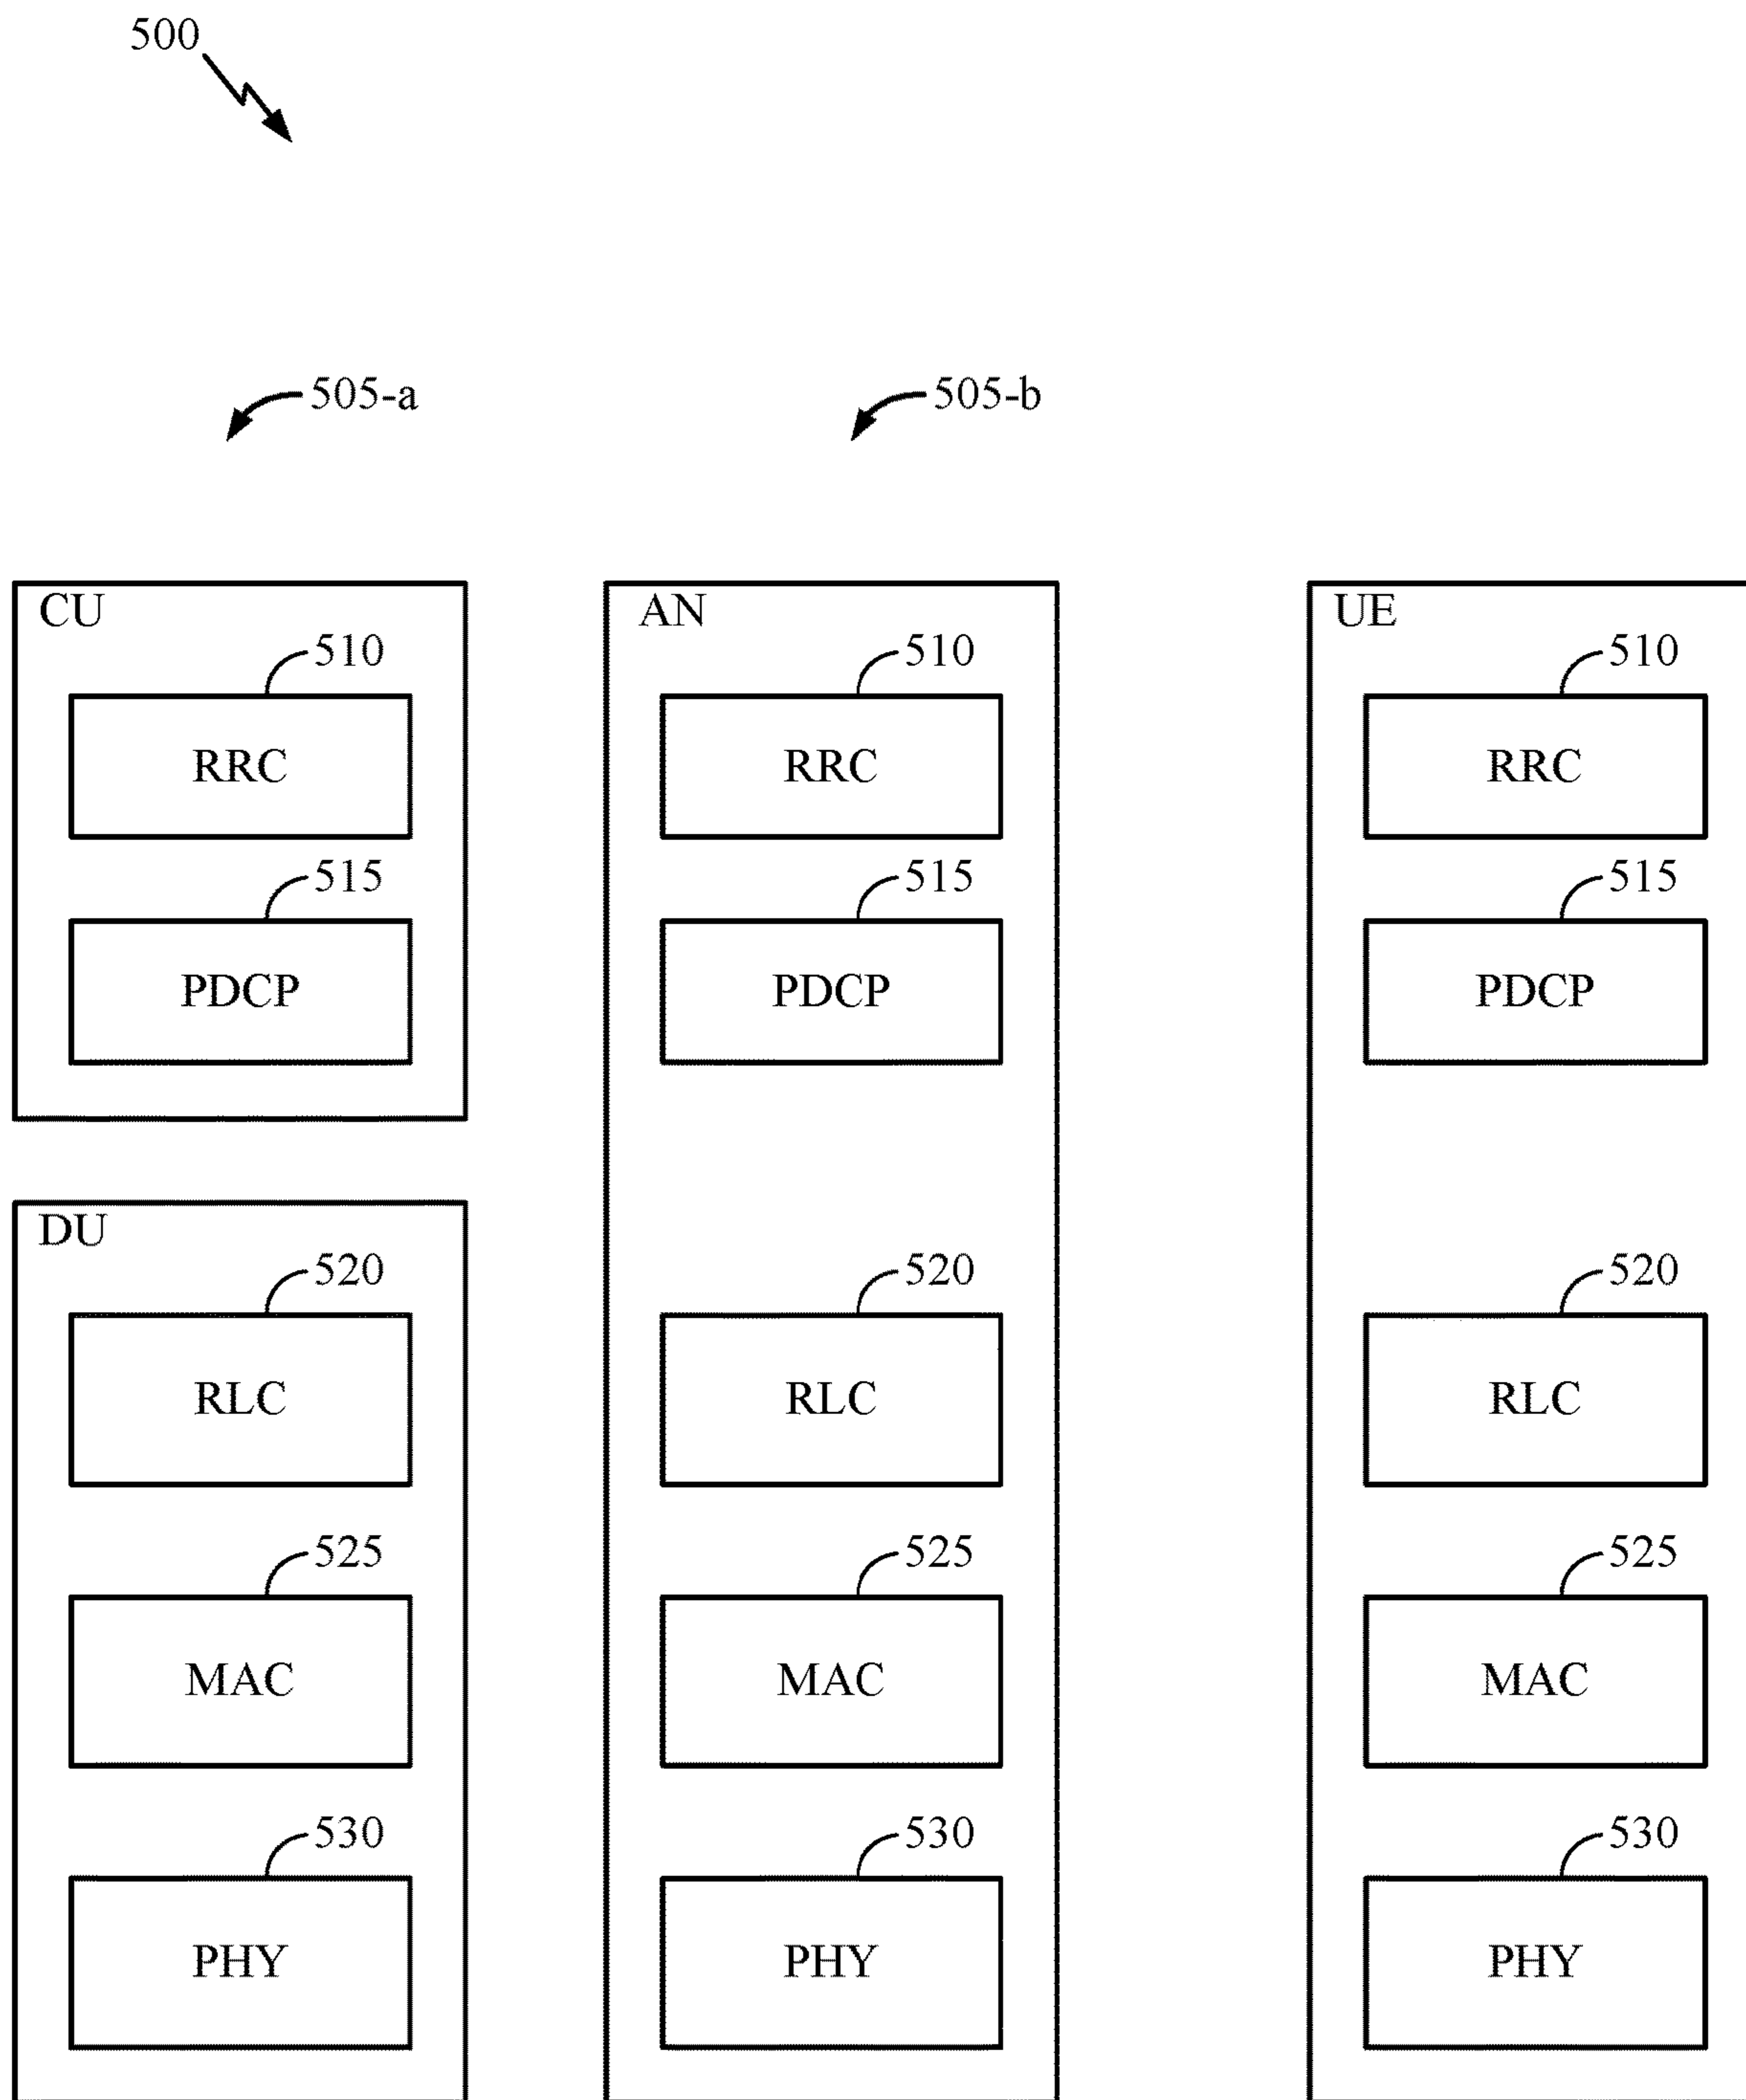 500
505-a 505-b
CU AN UE
510 510 510
RRC RRC RRC
515 515 515
PDCP PDCP PDCP
DU
520 520 520
RLC RLC RLC
525 525 525
MAC MAC MAC
530 530 530
PHY PHY PHY